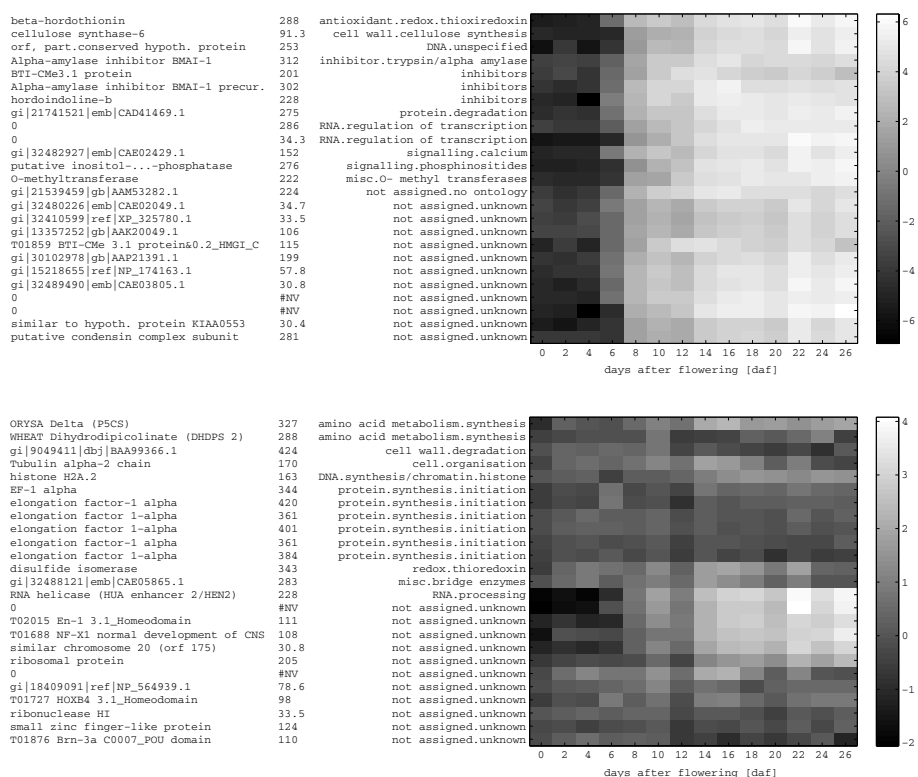 beta-hordothionin 288 antioxidant.redox.thioxiredoxin
cellulose synthase-6 91.3 cell wall.cellulose synthesis
orf, part.conserved hypoth. protein 253 DNA.unspecified
Alpha-amylase inhibitor BMAI-1 312 inhibitor.trypsin/alpha amylase
BTI-CMe3.1 protein 201 inhibitors
Alpha-amylase inhibitor BMAI-1 precur. 302 inhibitors
hordoindoline-b 228 inhibitors
gi|21741521|emb|CAD41469.1 275 protein.degradation
0 286 RNA.regulation of transcription
0 34.3 RNA.regulation of transcription
gi|32482927|emb|CAE02429.1 152 signalling.calcium
putative inositol-...-phosphatase 276 signalling.phosphinositides
O-methyltransferase 222 misc.O- methyl transferases
gi|21539459|gb|AAM53282.1 224 not assigned.no ontology
gi|32480226|emb|CAE02049.1 34.7 not assigned.unknown
gi|32410599|ref|XP_325780.1 33.5 not assigned.unknown
gi|13357252|gb|AAK20049.1 106 not assigned.unknown
T01859 BTI-CMe 3.1 protein&0.2_HMGI_C 115 not assigned.unknown
gi|30102978|gb|AAP21391.1 199 not assigned.unknown
gi|15218655|ref|NP_174163.1 57.8 not assigned.unknown
gi|32489490|emb|CAE03805.1 30.8 not assigned.unknown
0 #NV not assigned.unknown
0 #NV not assigned.unknown
similar to hypoth. protein KIAA0553 30.4 not assigned.unknown
putative condensin complex subunit 281 not assigned.unknown
0 2 4 6 8 10 12 14 16 18 20 22 24 26
days after flowering [daf]
6
4
2
0
−2
−4
−6
ORYSA Delta (P5CS) 327 amino acid metabolism.synthesis
WHEAT Dihydrodipicolinate (DHDPS 2) 288 amino acid metabolism.synthesis
gi|9049411|dbj|BAA99366.1 424 cell wall.degradation
Tubulin alpha-2 chain 170 cell.organisation
histone H2A.2 163 DNA.synthesis/chromatin.histone
EF-1 alpha 344 protein.synthesis.initiation
elongation factor-1 alpha 420 protein.synthesis.initiation
elongation factor 1-alpha 361 protein.synthesis.initiation
elongation factor 1-alpha 401 protein.synthesis.initiation
elongation factor 1-alpha 361 protein.synthesis.initiation
elongation factor 1-alpha 384 protein.synthesis.initiation
disulfide isomerase 343 redox.thioredoxin
gi|32488121|emb|CAE05865.1 283 misc.bridge enzymes
RNA helicase (HUA enhancer 2/HEN2) 228 RNA.processing
0 #NV not assigned.unknown
T02015 En-1 3.1_Homeodomain 111 not assigned.unknown
T01688 NF-X1 normal development of CNS 108 not assigned.unknown
similar chromosome 20 (orf 175) 30.8 not assigned.unknown
ribosomal protein 205 not assigned.unknown
0 #NV not assigned.unknown
gi|18409091|ref|NP_564939.1 78.6 not assigned.unknown
T01727 HOXB4 3.1_Homeodomain 98 not assigned.unknown
ribonuclease HI 33.5 not assigned.unknown
small zinc finger-like protein 124 not assigned.unknown
T01876 Brn-3a C0007_POU domain 110 not assigned.unknown
0 2 4 6 8 10 12 14 16 18 20 22 24 26
days after flowering [daf]
4
3
2
1
0
−1
−2